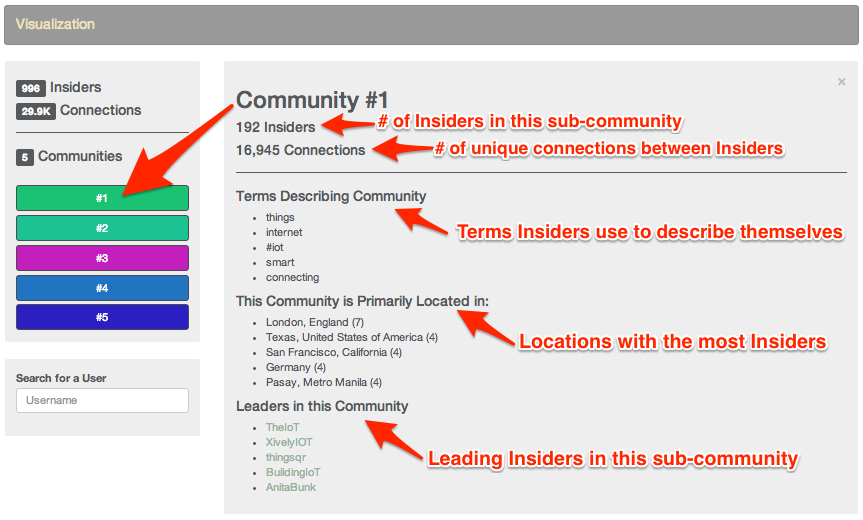 Visualization
996 Insiders
29.9K Connections
5 Communities
#1
#2
#3
#4
#5
Search for a User
Username
×
Community #1
192 Insiders
# of Insiders in this sub-community
16,945 Connections
# of unique connections between Insiders
Terms Describing Community
Terms Insiders use to describe themselves
things
internet
#iot
smart
connecting
This Community is Primarily Located in:
Locations with the most Insiders
London, England (7)
Texas, United States of America (4)
San Francisco, California (4)
Germany (4)
Pasay, Metro Manila (4)
Leaders in this Community
Leading Insiders in this sub-community
TheIoT
XivelyIOT
thingsqr
BuildingIoT
AnitaBunk